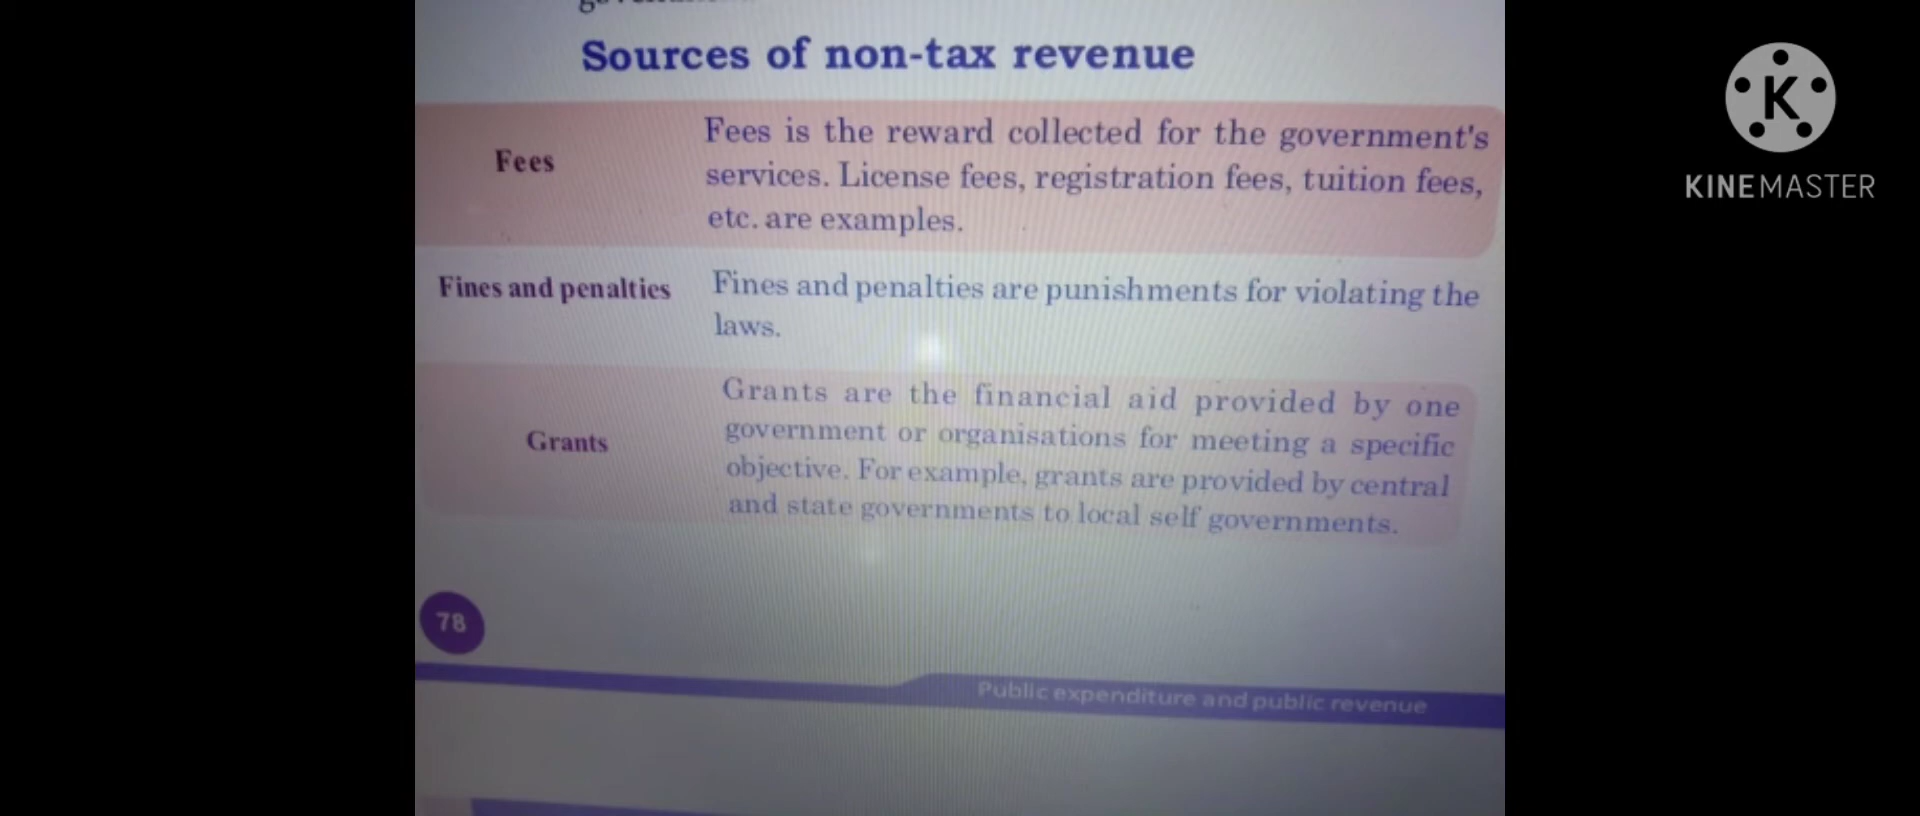 Sources of non-tax revenue
Fees
Fees is the reward collected for the government's
services. License fees, registration fees, tuition fees,
etc. are examples.
Fines and penalties
Fines and penalties are punishments for violating the
laws.
Grants
Grants are the financial aid provided by one
government or organisations for meeting a specific
objective. For example, grants are provided by central
and state governments to local self governments.
78
Public expenditure and public revenue
K
KINEMASTER